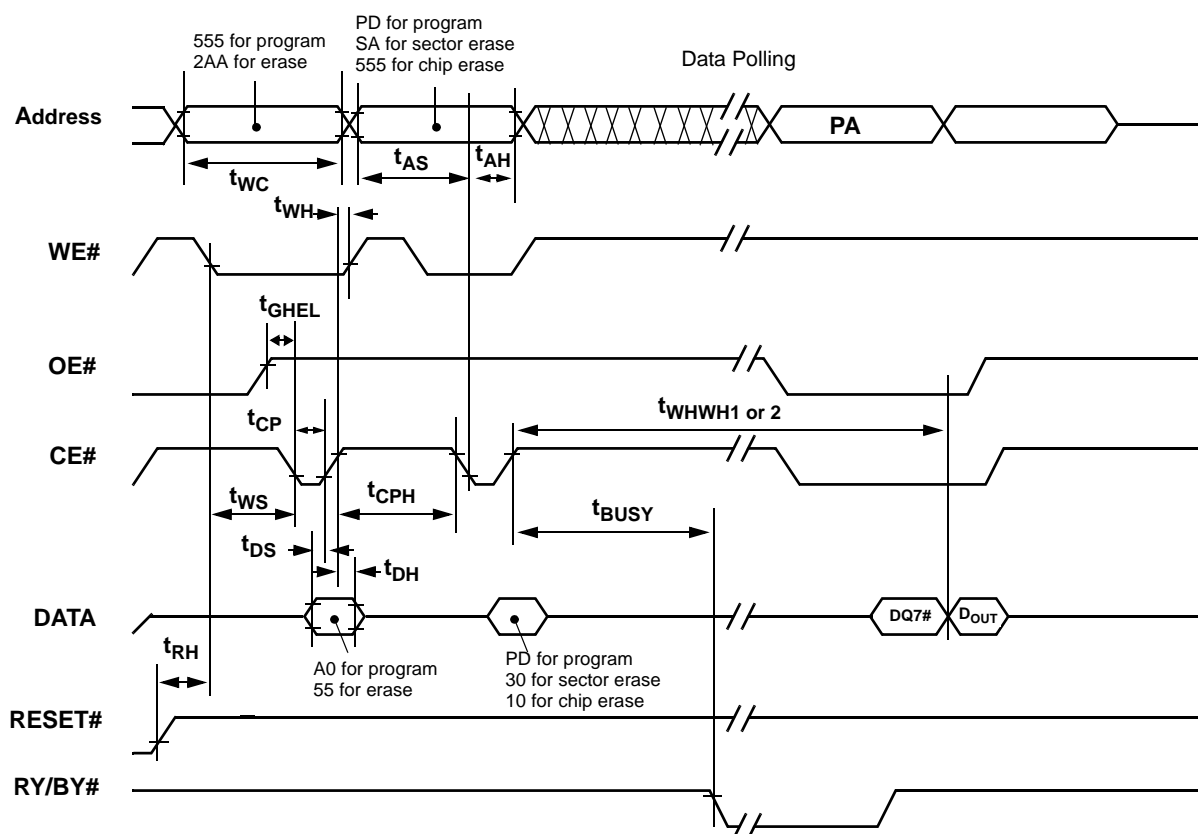 555 for program
2AA for erase
PD for program
SA for sector erase
555 for chip erase
Data Polling
Address
PA
tWC
tAS
tAH
tWH
WE#
tGHEL
OE#
tWHWH1 or 2
tCP
CE#
tWS
tCPH
tBUSY
tDS
tDH
DATA
DQ7#
DOUT
tRH
A0 for program
55 for erase
PD for program
30 for sector erase
10 for chip erase
RESET#
RY/BY#